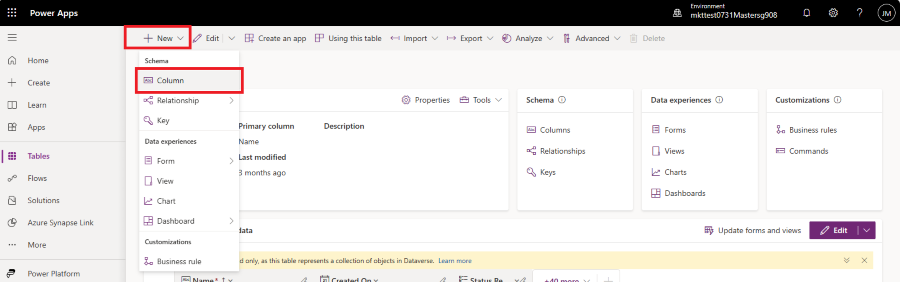 Power Apps
Environment
mkttest0731Mastersg908
JM
New Edit Create an app Using this table Import Export Analyze Advanced Delete
Home
Create
Learn
Apps
Tables
Flows
Solutions
Azure Synapse Link
More
Power Platform
Schema
Abc Column
Relationship
Key
Data experiences
Form
View
Chart
Dashboard
Customizations
Business rule
Properties Tools
Primary column Description
Name
Last modified
3 months ago
Schema
Abc Columns
Relationships
Keys
Data experiences
Forms
Views
Charts
Dashboards
Customizations
Business rules
Commands
data Update forms and views Edit
only, as this table represents a collection of objects in Dataverse. Learn more
Abc Name * Created On Status Re... +40 more